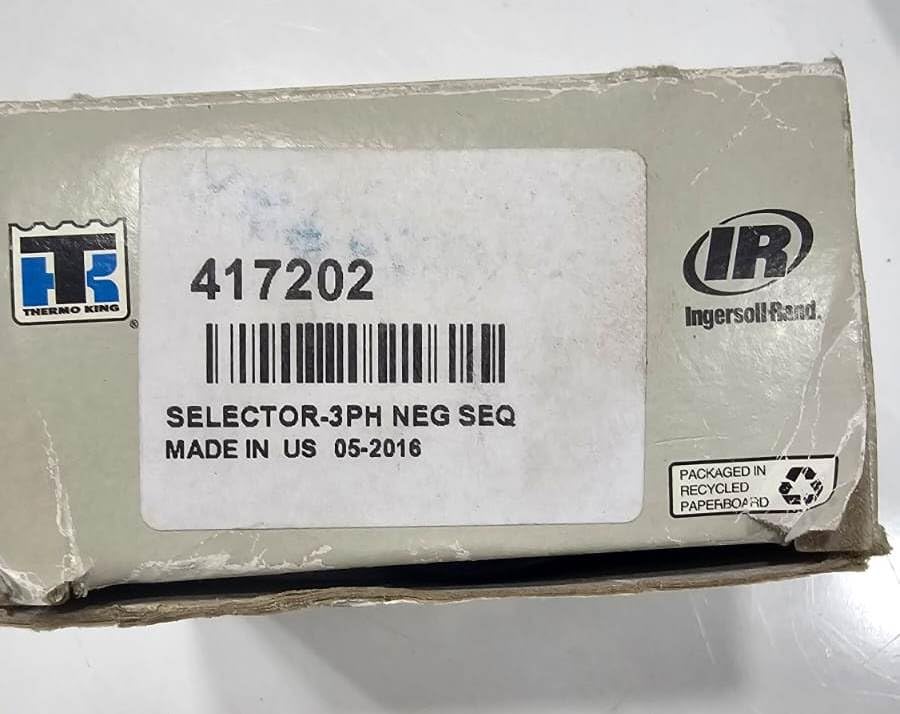 417202
SELECTOR-3PH NEG SEQ
MADE IN US 05-2016
TK
THERMO KING
®
IR
Ingersoll-Rand.
PACKAGED IN
RECYCLED
PAPERBOARD